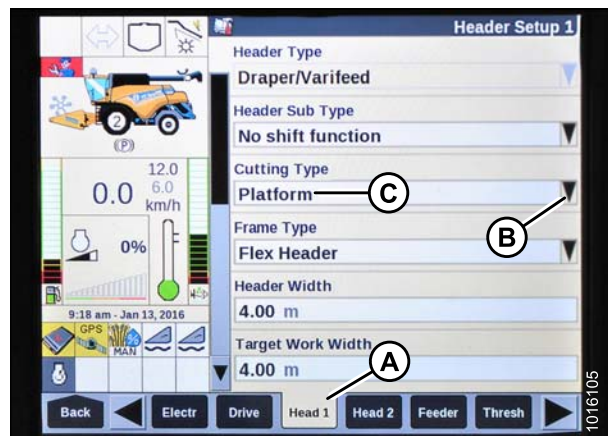 Header Setup 1
Header Type
Draper/Varifeed
Header Sub Type
No shift function
Cutting Type
Platform
C
B
Frame Type
Flex Header
Header Width
4.00 m
Target Work Width
4.00 m
A
2
(P)
0.0
12.0
6.0
km/h
0%
9:18 am - Jan 13, 2016
GPS
MAN
Back
Electr
Drive
Head 1
Head 2
Feeder
Thresh
1016105